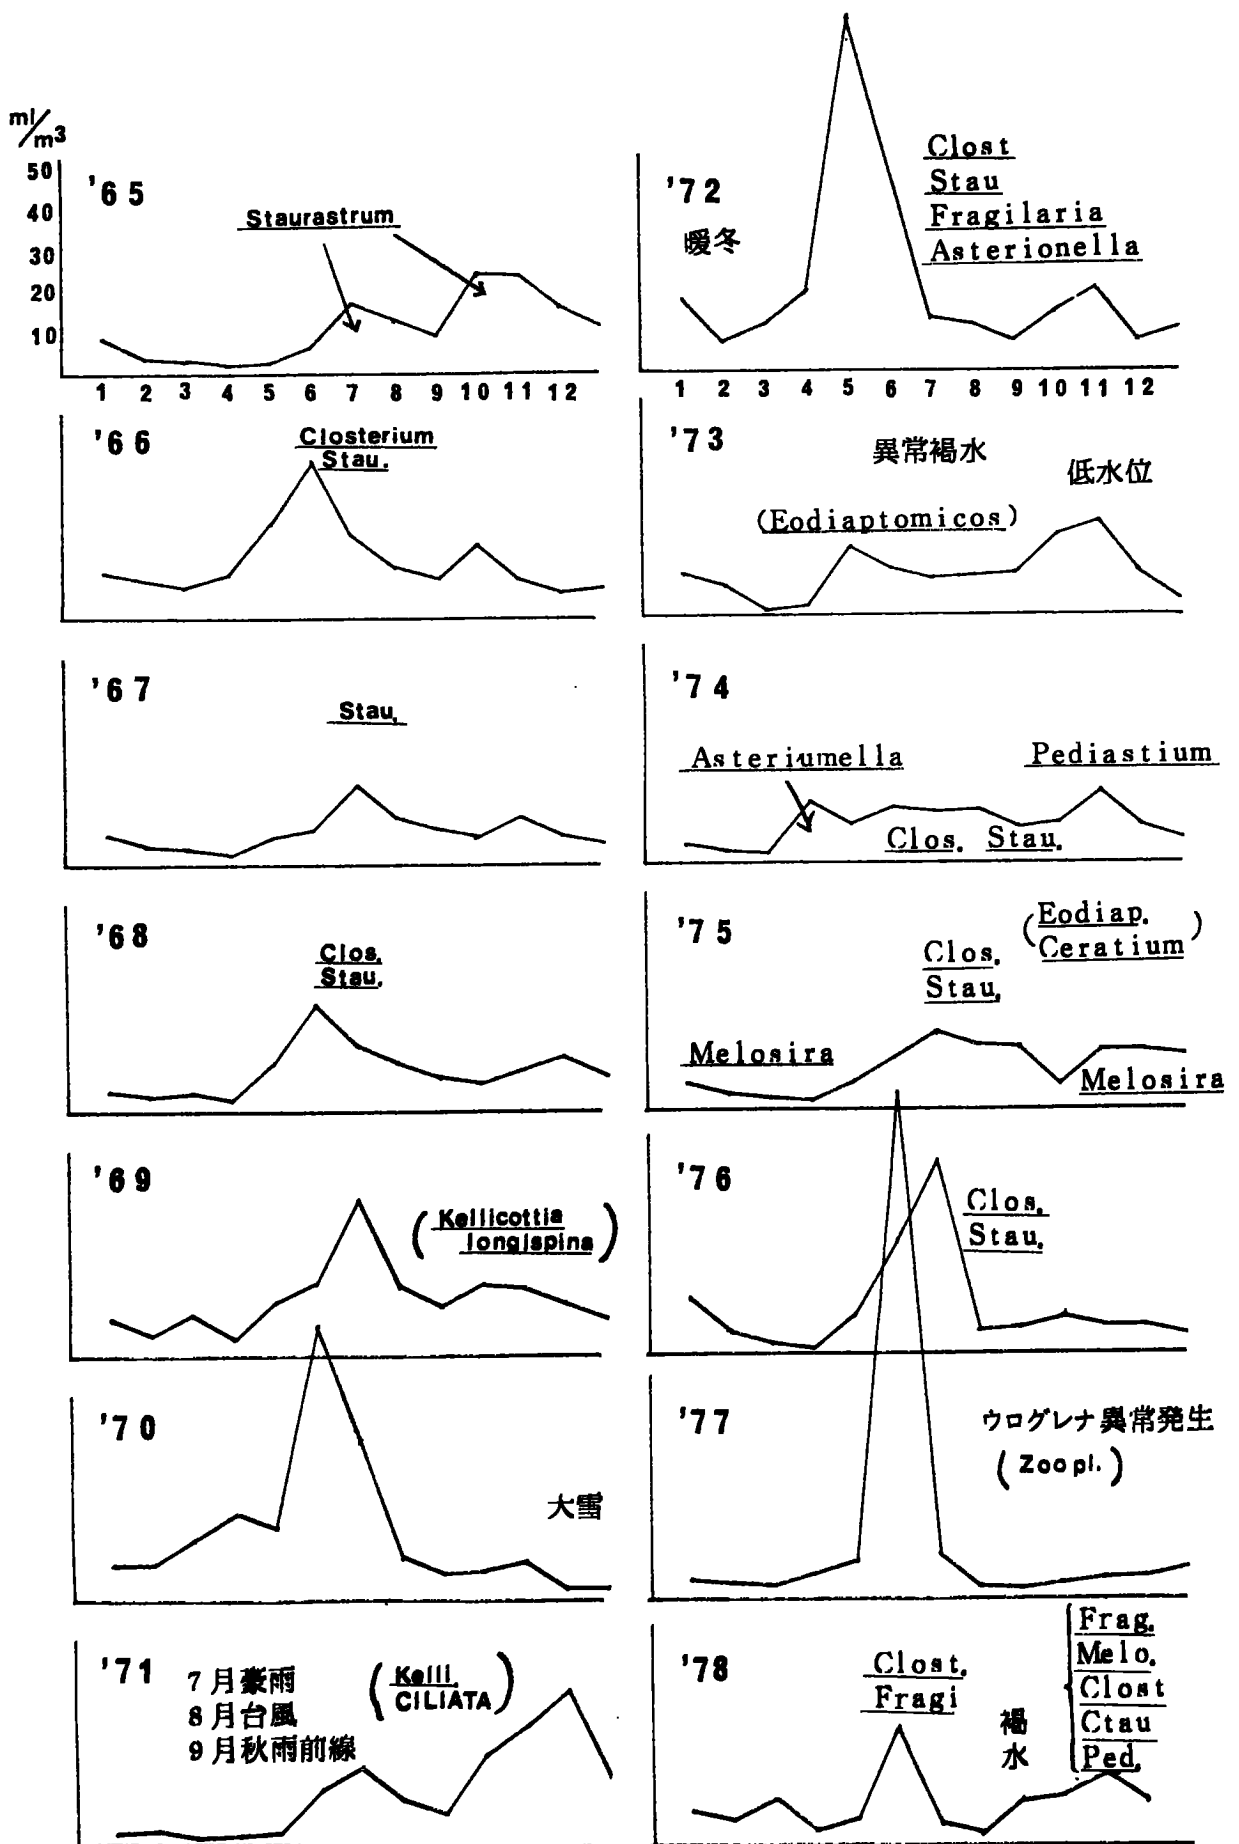 ml/m3
50
40
30
20
10
'65
Staurastrum
1 2 3 4 5 6 7 8 9 10 11 12
'66
Closterium
Stau.
'67
Stau.
'68
Clos.
Stau.
'69
(Kellicottia
longispina)
'70
大雪
'71
7月豪雨
8月台風
9月秋雨前線
(Kelli.
CILIATA)
'72
暖冬
Clost
Stau
Fragilaria
Asterionella
1 2 3 4 5 6 7 8 9 10 11 12
'73
異常褐水
低水位
(Eodiaptomicos)
'74
Asteriumella
Pediastium
Clos. Stau.
'75
(Eodiap.
Ceratium)
Clos.
Stau.
Melosira
Melosira
'76
Clos.
Stau.
'77
ウログレナ異常発生
(Zoopl.)
'78
Clost.
Fragi
褐水
Frag.
Melo.
Clost
Ctau
Ped.